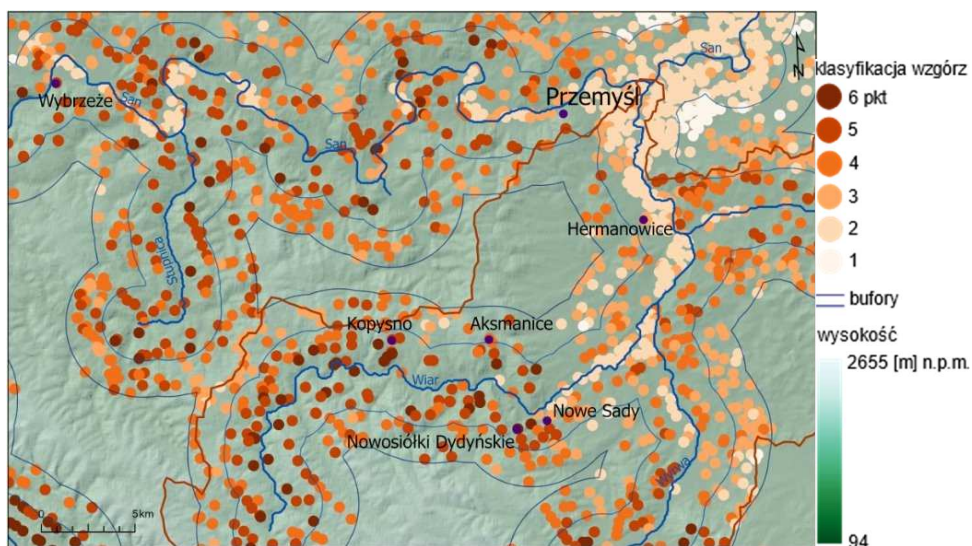 San
N
Wybrzeże
San
Przemyśl
San
Hermanowice
Stupnica
Kopysno
Aksmanice
Wiar
Nowe Sady
Nowosiółki Dydyńskie
0
5km
klasyfikacja wzgórz
6 pkt
5
4
3
2
1
bufory
wysokość
2655 [m] n.p.m.
94